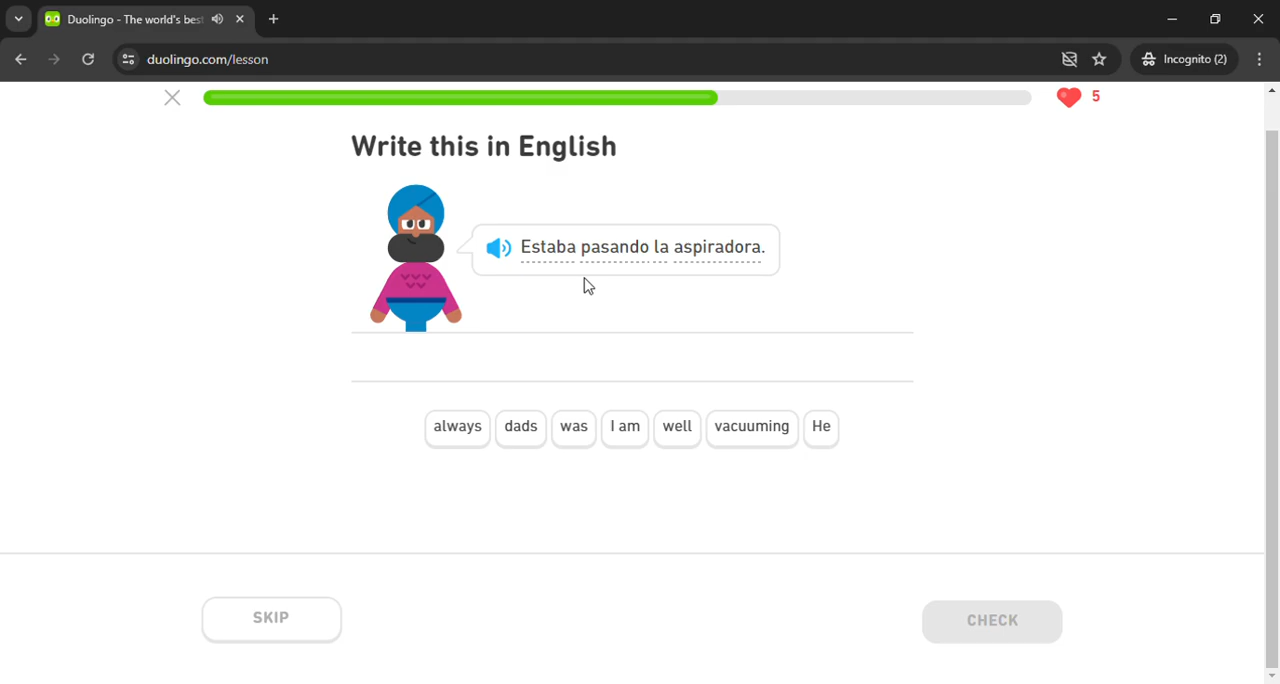 Duolingo - The world's bes
duolingo.com/lesson
Incognito (2)
5
Write this in English
Estaba pasando la aspiradora.
always dads was I am well vacuuming He
SKIP
CHECK